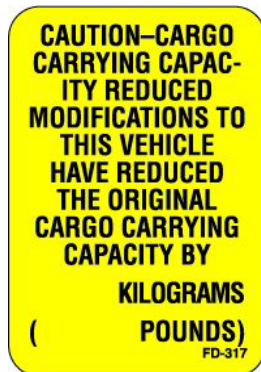 CAUTION–CARGO
CARRYING CAPAC-
ITY REDUCED
MODIFICATIONS TO
THIS VEHICLE
HAVE REDUCED
THE ORIGINAL
CARGO CARRYING
CAPACITY BY
KILOGRAMS
( POUNDS)
FD-317